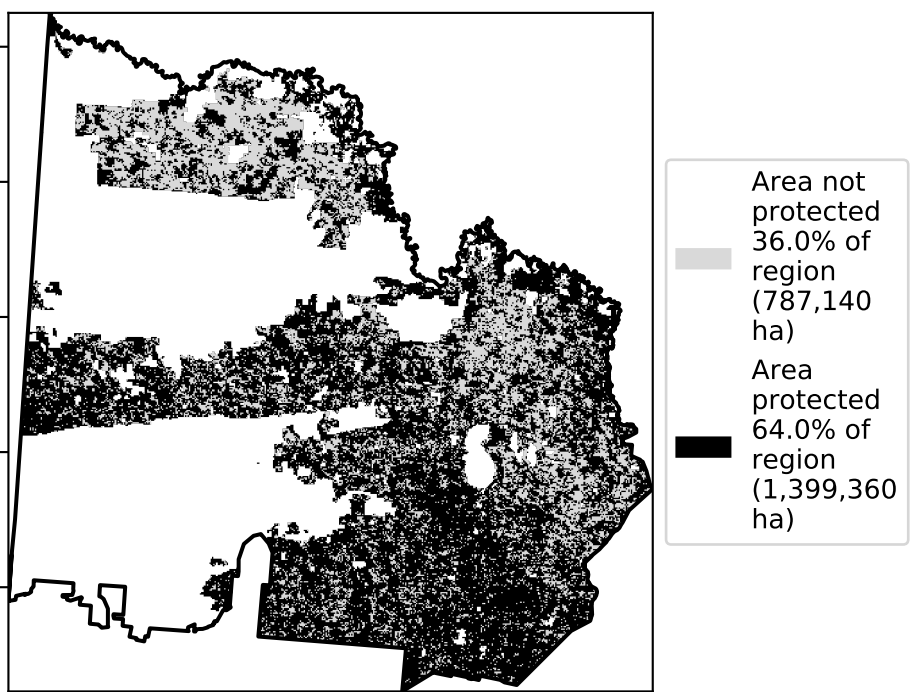 Area not
protected
36.0% of
region
(787,140
ha)
Area
protected
64.0% of
region
(1,399,360
ha)